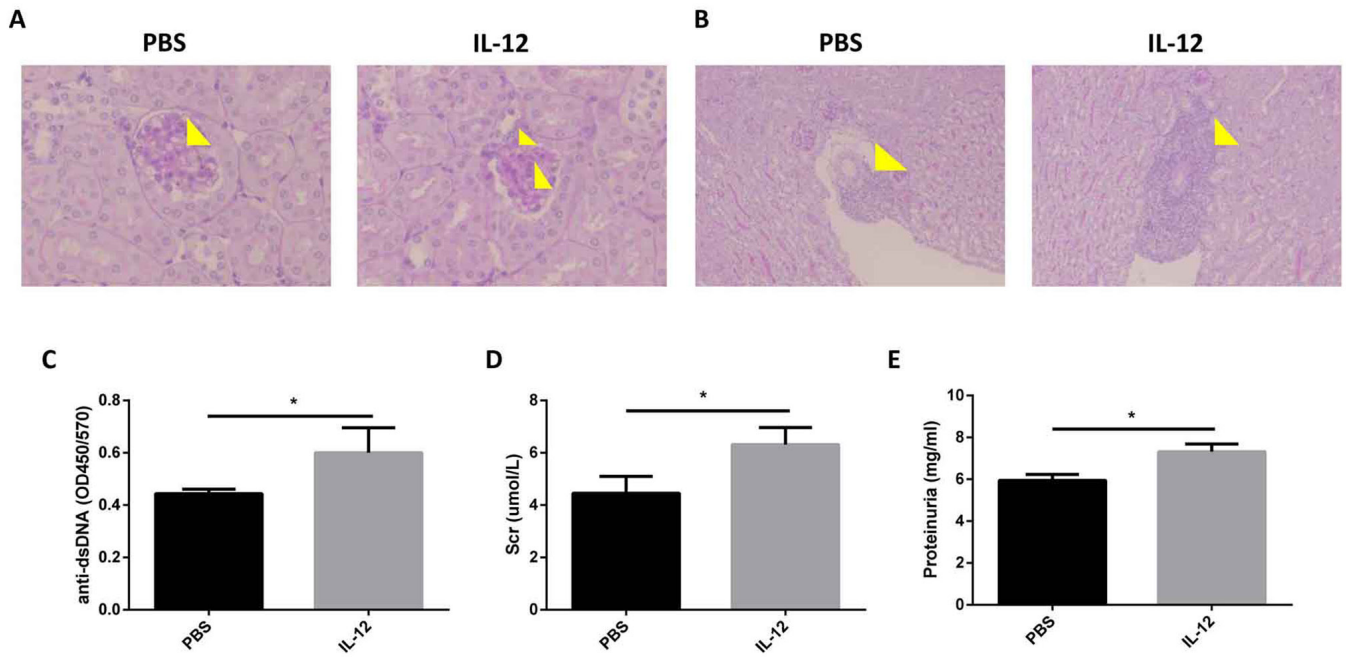 A
B
PBS
IL-12
PBS
IL-12
C
D
E
anti-dsDNA (OD450/570)
0.8
0.6
0.4
0.2
0.0
*
PBS
IL-12
Scr (umol/L)
8
6
4
2
0
*
PBS
IL-12
Proteinuria (mg/ml)
10
8
6
4
2
0
*
PBS
IL-12